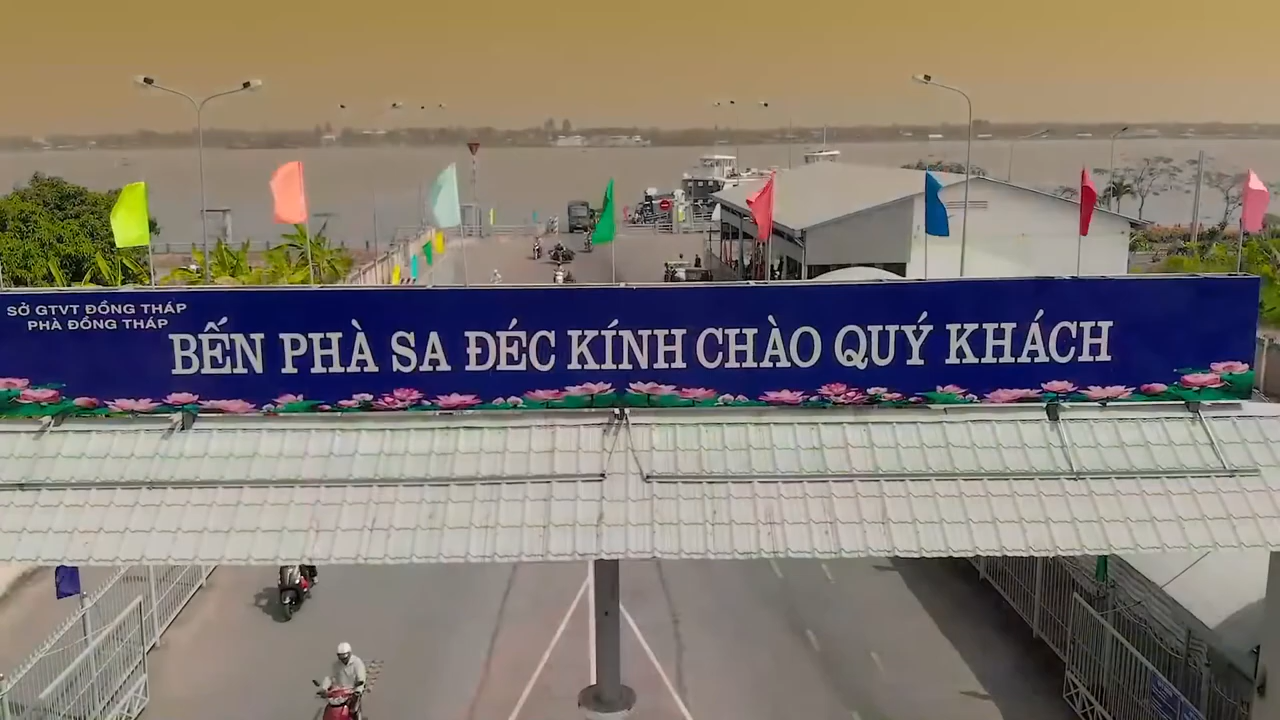 SỞ GTVT ĐỒNG THÁP
PHÀ ĐỒNG THÁP
BẾN PHÀ SA ĐÉC KÍNH CHÀO QUÝ KHÁCH